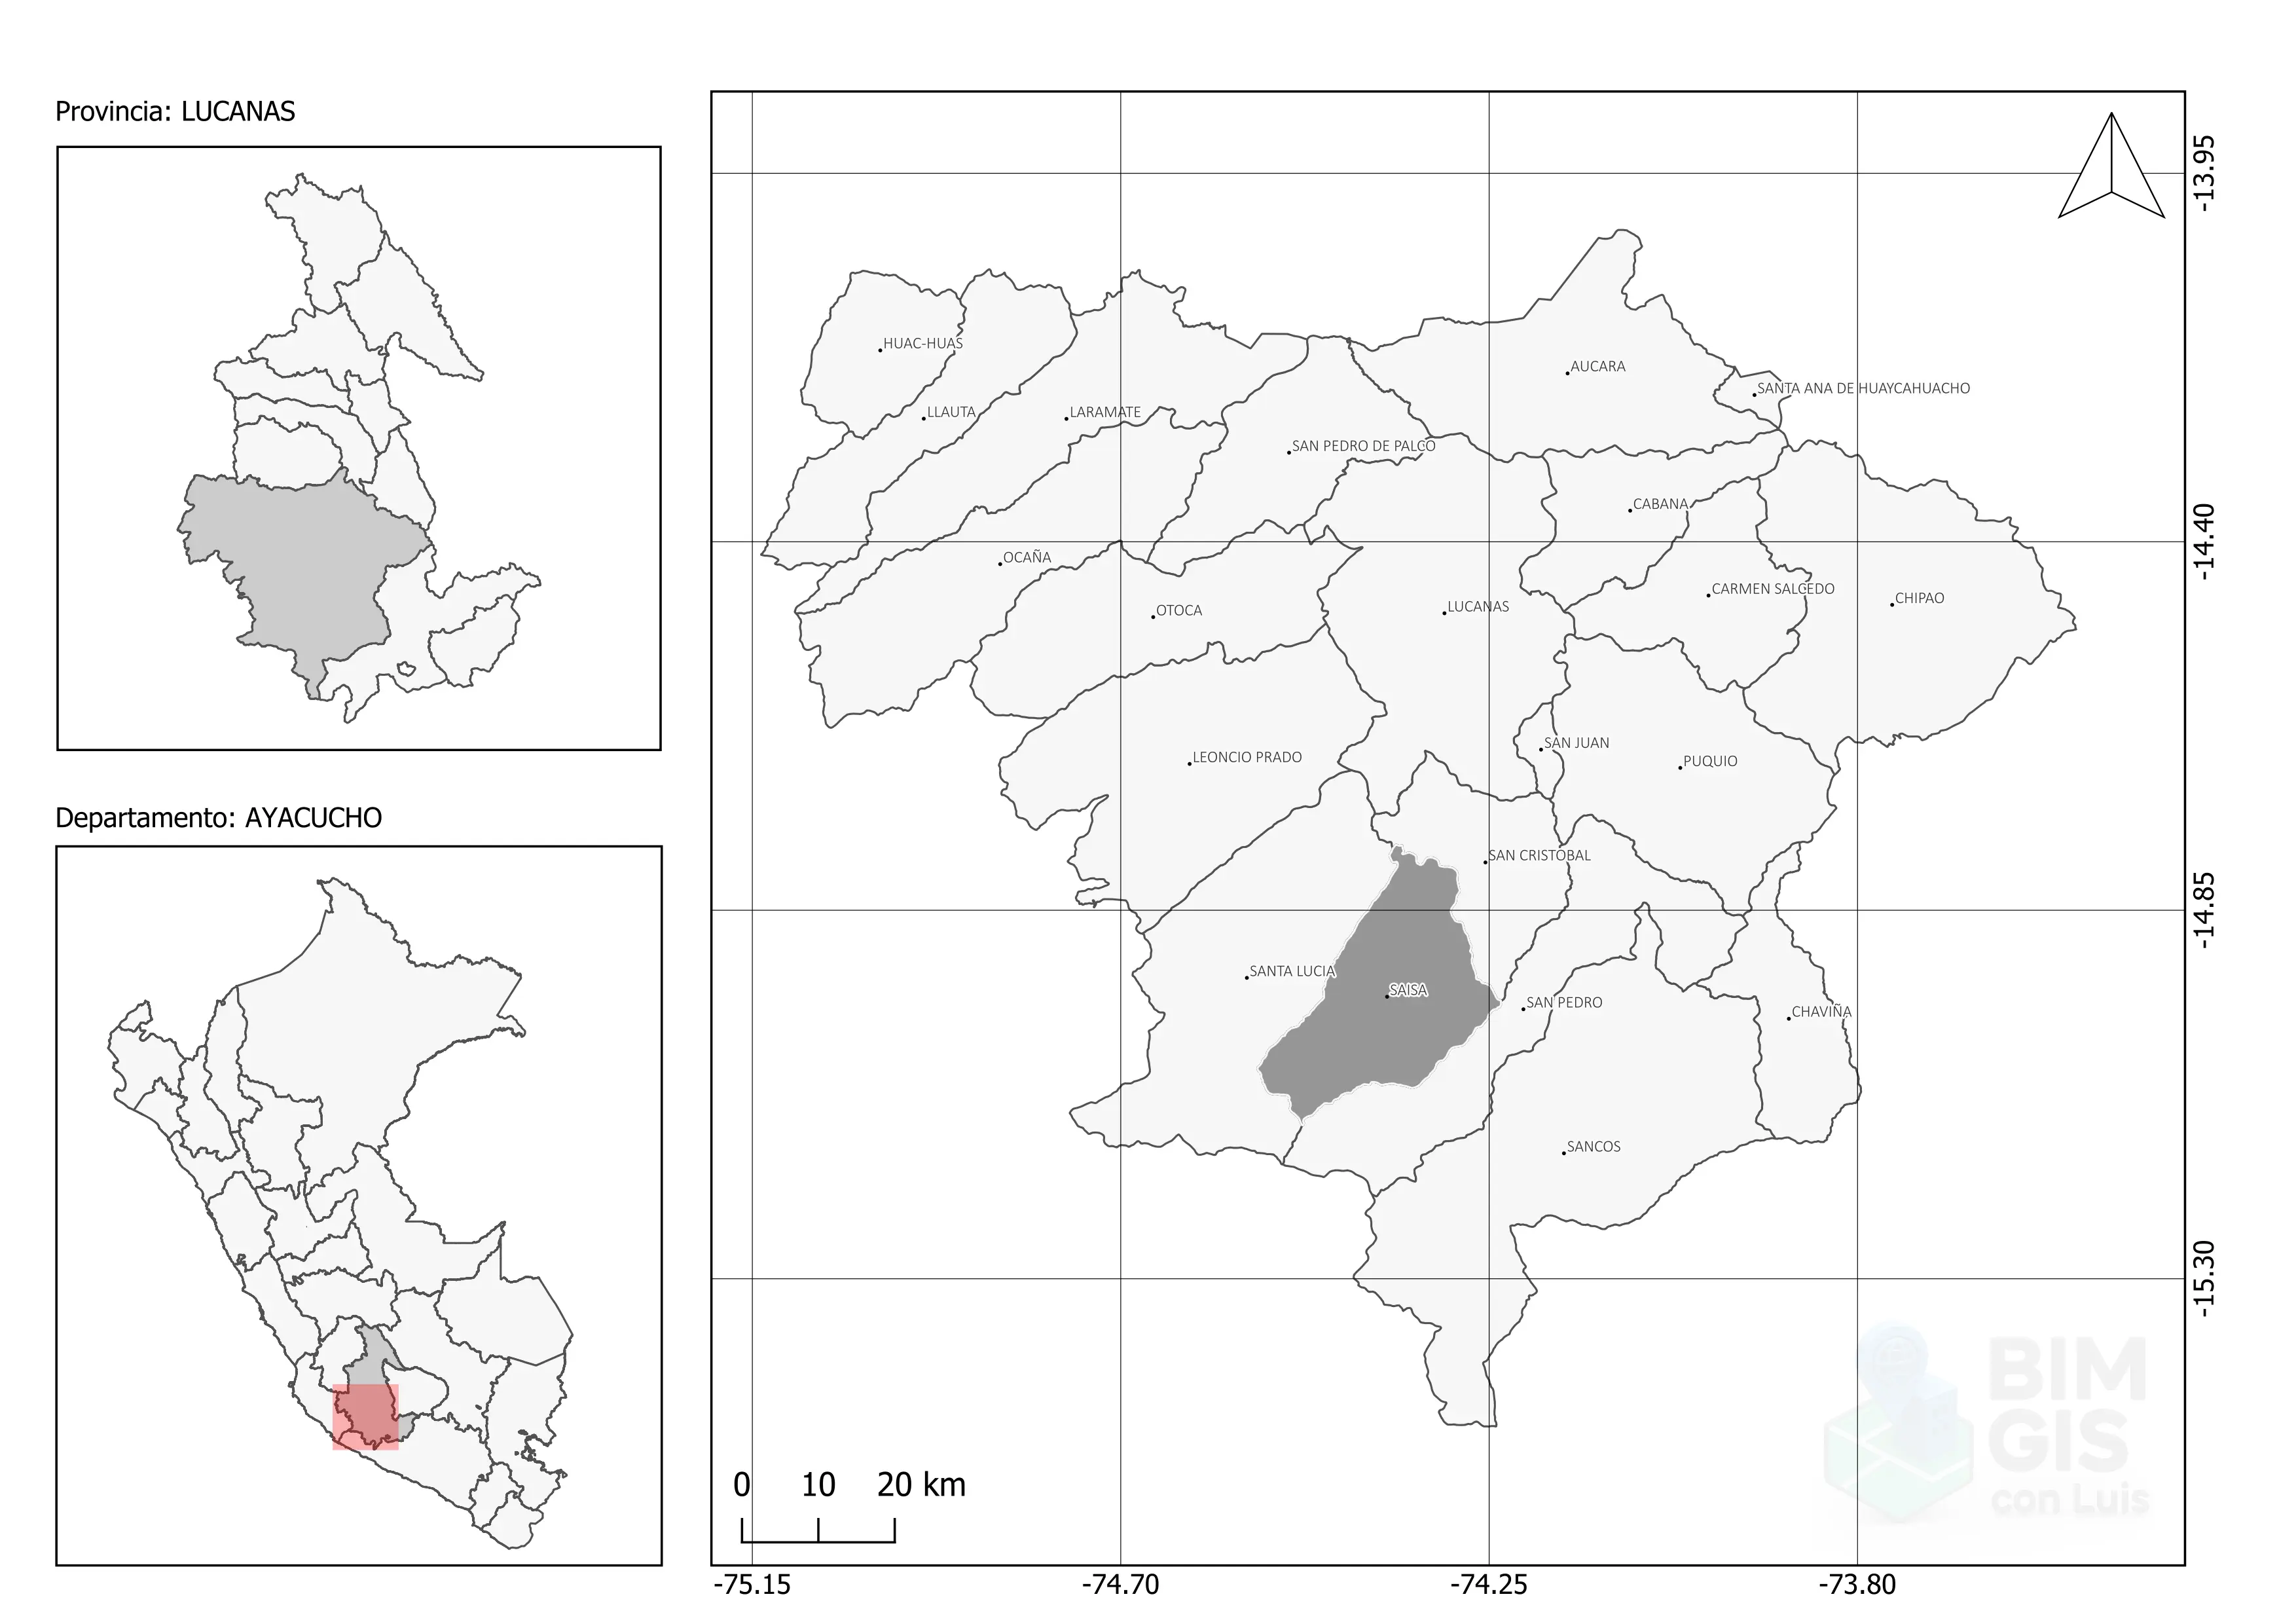 Provincia: LUCANAS
Departamento: AYACUCHO
HUAC-HUAS
AUCARA
SANTA ANA DE HUAYCAHUACHO
LLAUTA
LARAMATE
SAN PEDRO DE PALCO
CABANA
OCAÑA
CARMEN SALCEDO
CHIPAO
OTOCA
LUCANAS
SAN JUAN
LEONCIO PRADO
PUQUIO
SAN CRISTOBAL
SANTA LUCIA
SAISA
SAN PEDRO
CHAVIÑA
SANCOS
-13.95
-14.40
-14.85
-15.30
0 10 20 km
-75.15 -74.70 -74.25 -73.80
BIM
GIS
con Luis